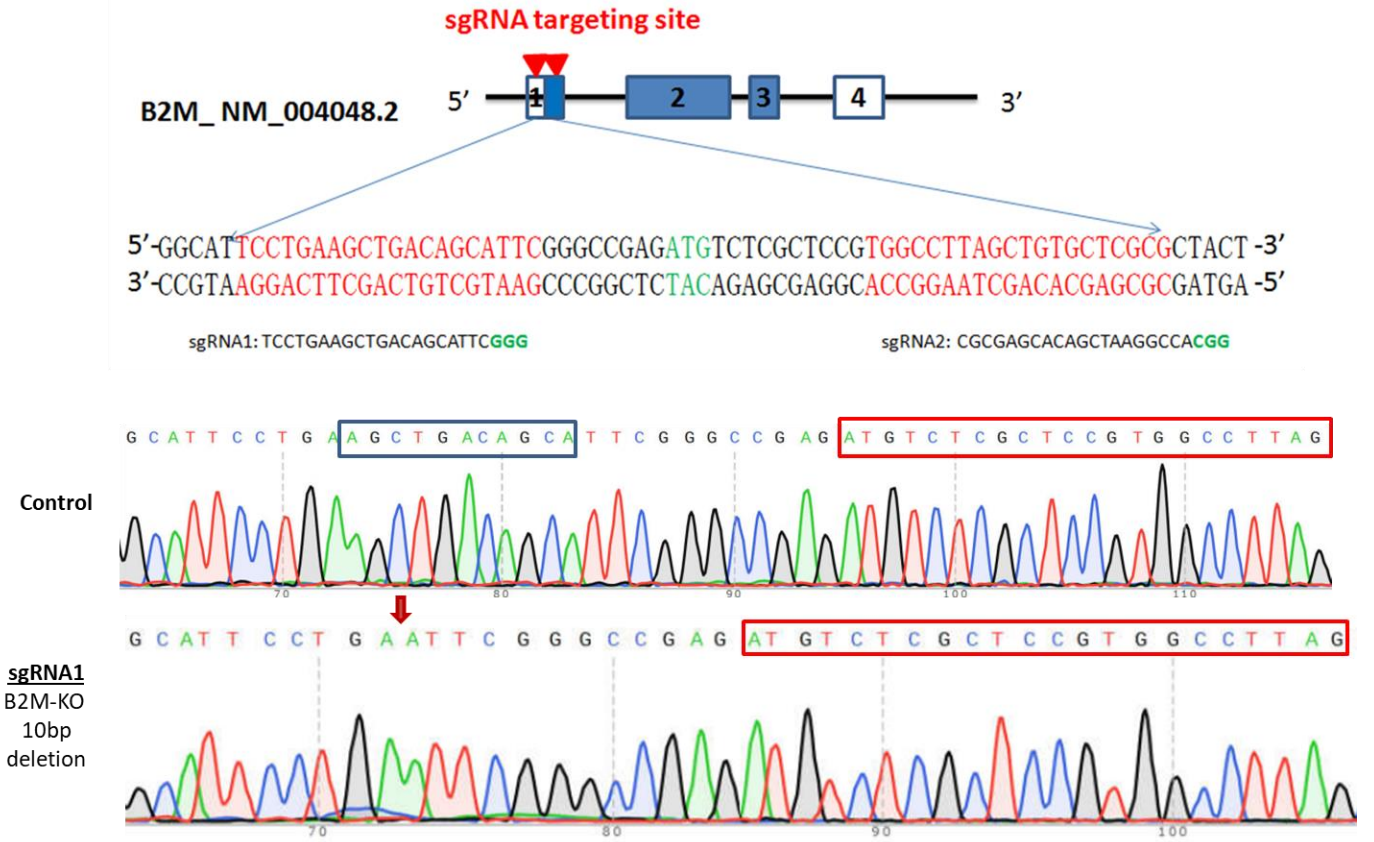 sgRNA targeting site
B2M_ NM_004048.2 5’ 1 2 3 4 3’
5’-GGCATTCCTGAAGCTGACAGCATTCGGGCCGAGATGTCTCGCTCCGTGGCCTTAGCTGTGCTCGCGCTACT -3’
3’-CCGTAAGGACTTCGACTGTCGTAAGCCCGGCTCTACAGAGCGAGGCACCGGAATCGACACGAGCGCGATGA -5’
sgRNA1: TCCTGAAGCTGACAGCATTCGGG sgRNA2: CGCGAGCACAGCTAAGGCCACGG
G C A T T C C T G A A G C T G A C A G C A T T C G G G C C G A G A T G T C T C G C T C C G T G G C C T T A G
Control
70 80 90 100 110
G C A T T C C T G A A T T C G G G C C G A G A T G T C T C G C T C C G T G G C C T T A G
sgRNA1
B2M-KO
10bp
deletion
70 80 90 100